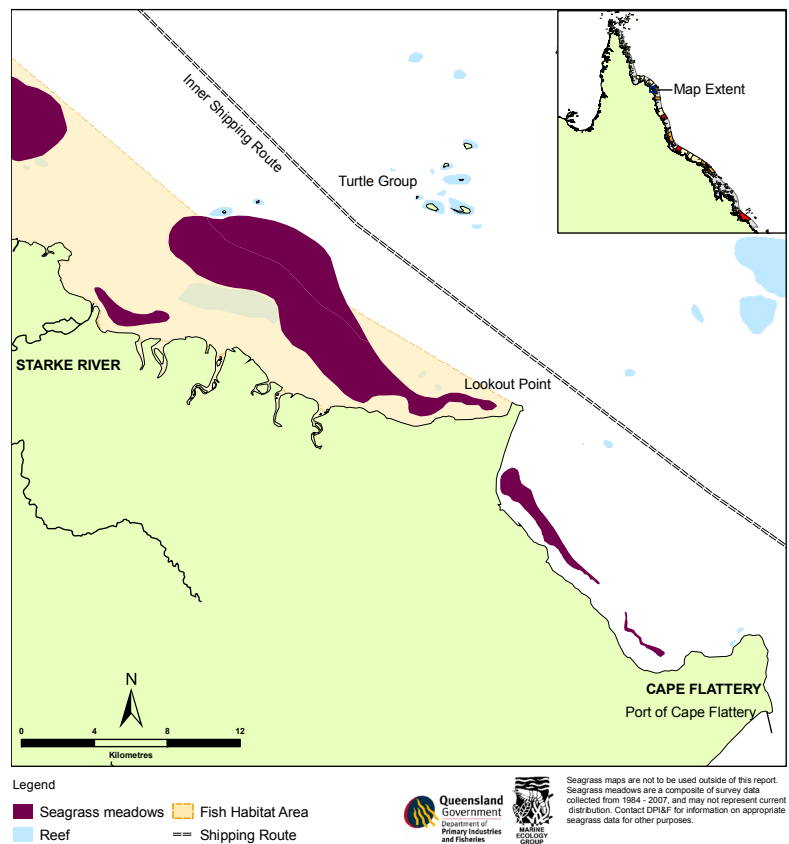 Map Extent
Inner Shipping Route
Turtle Group
STARKE RIVER
Lookout Point
N
CAPE FLATTERY
Port of Cape Flattery
0 4 8 12
Kilometres
Legend
Seagrass meadows
Fish Habitat Area
Reef
Shipping Route
Queensland
Government
Department of
Primary Industries
and Fisheries
MARINE
ECOLOGY
GROUP
Seagrass maps are not to be used outside of this report.
Seagrass meadows are a composite of survey data
collected from 1984 - 2007, and may not represent current
distribution. Contact DPI&F for information on appropriate
seagrass data for other purposes.